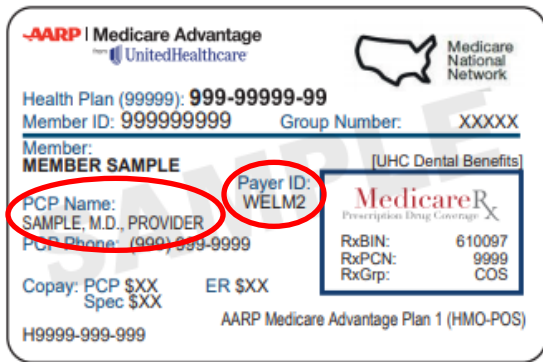 AARP | Medicare Advantage
from UnitedHealthcare
Medicare
National
Network
Health Plan (99999): 999-99999-99
Member ID: 999999999 Group Number: XXXXX
Member:
MEMBER SAMPLE
[UHC Dental Benefits]
Payer ID:
WELM2
PCP Name:
SAMPLE, M.D., PROVIDER
PCP Phone: (999) 999-9999
MedicareRx
Prescription Drug Coverage
RxBIN: 610097
RxPCN: 9999
RxGrp: COS
Copay: PCP $XX ER $XX
Spec $XX
AARP Medicare Advantage Plan 1 (HMO-POS)
H9999-999-999
SAMPLE